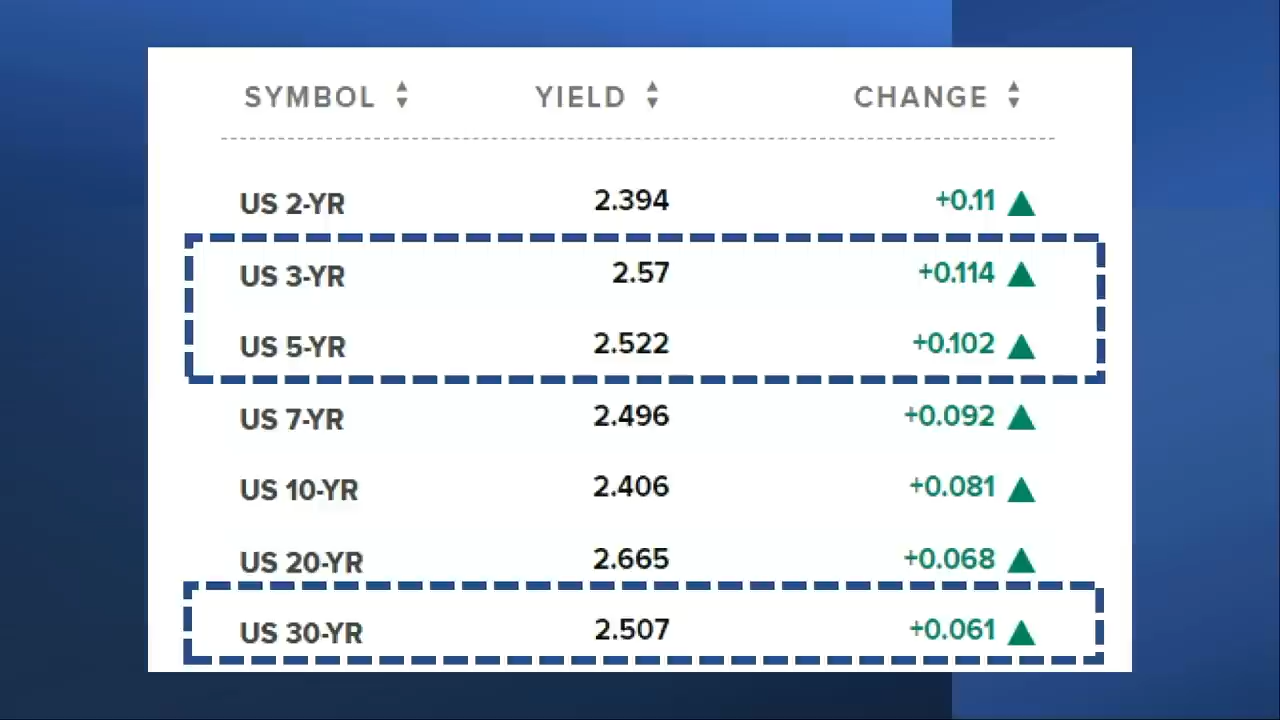 SYMBOL YIELD CHANGE
US 2-YR 2.394 +0.11
US 3-YR 2.57 +0.114
US 5-YR 2.522 +0.102
US 7-YR 2.496 +0.092
US 10-YR 2.406 +0.081
US 20-YR 2.665 +0.068
US 30-YR 2.507 +0.061